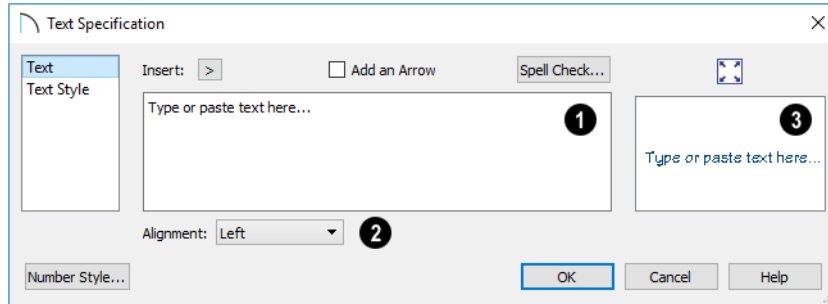 Text Specification
Text
Text Style
Insert: >
Add an Arrow
Spell Check...
Type or paste text here...
1
3
Type or paste text here...
Alignment: Left
2
Number Style...
OK
Cancel
Help